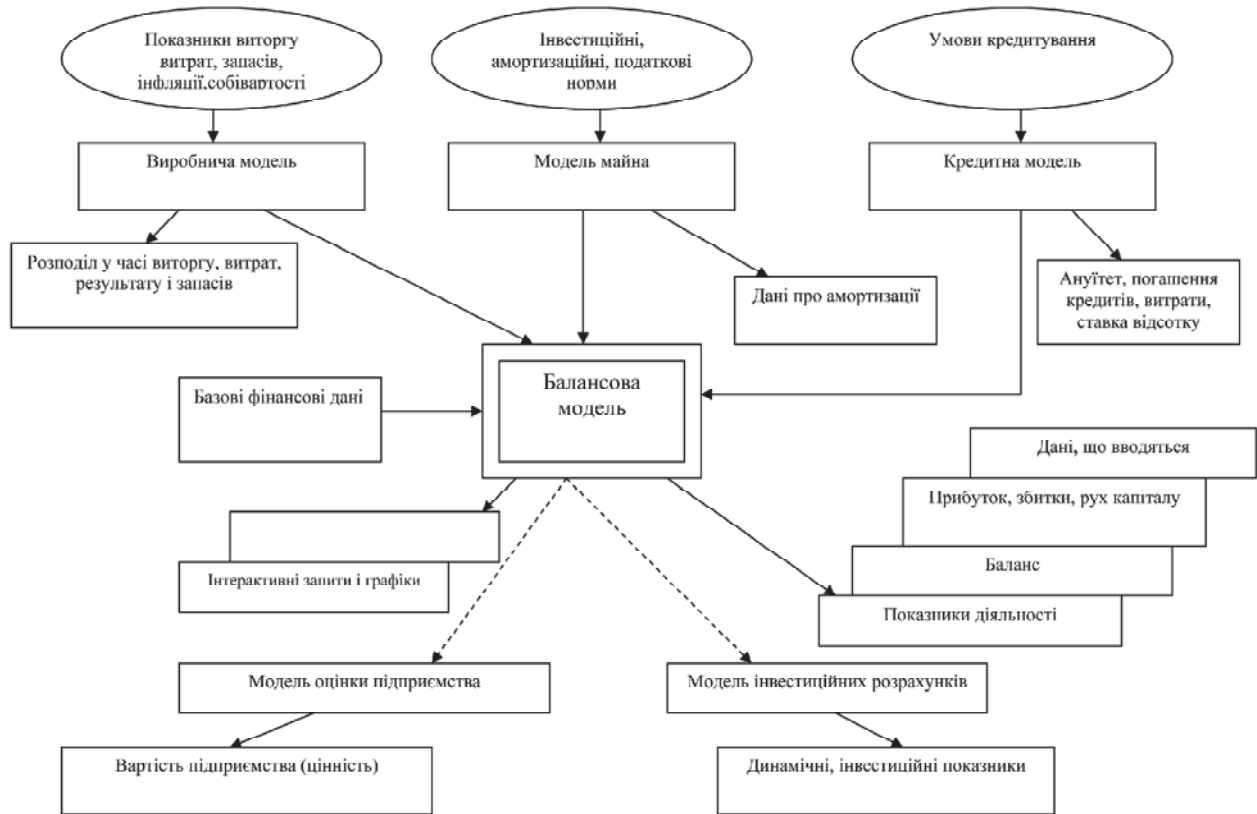 Показники виторгу
витрат, запасів,
інфляції,собівартості
Інвестиційні,
амортизаційні, податкові
норми
Умови кредитування
Виробнича модель
Модель майна
Кредитна модель
Розподіл у часі виторгу, витрат,
результату і запасів
Дані про амортизації
Ануїтет, погашення
кредитів, витрати,
ставка відсотку
Базові фінансові дані
Балансова
модель
Дані, що вводяться
Прибуток, збитки, рух капіталу
Баланс
Показники діяльності
Інтерактивні запити і графіки
Модель оцінки підприємства
Модель інвестиційних розрахунків
Вартість підприємства (цінність)
Динамічні, інвестиційні показники